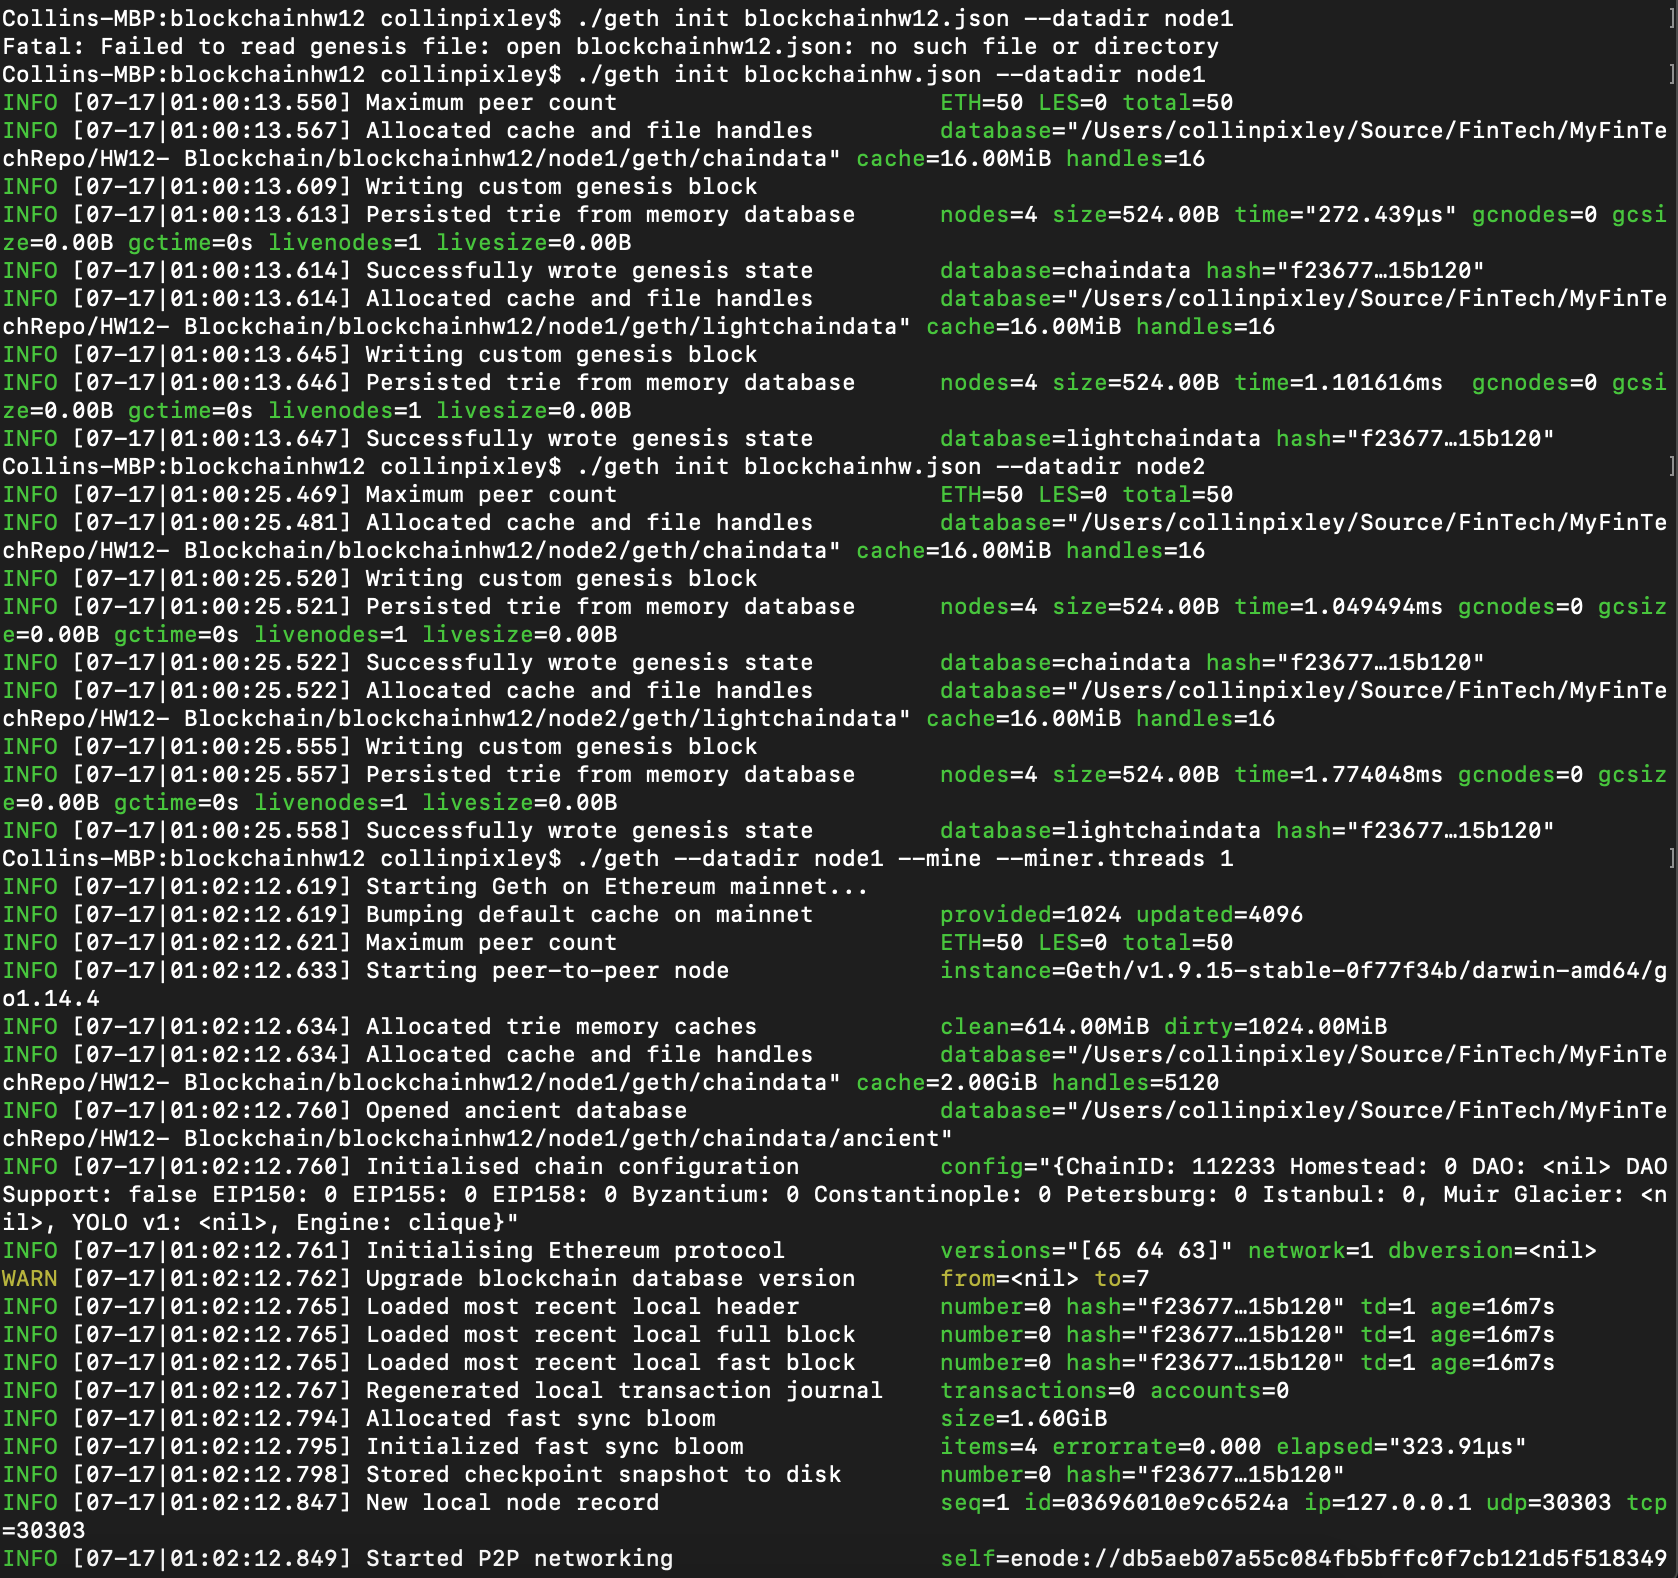 Collins-MBP:blockchainhw12 collinpixley$ ./geth init blockchainhw12.json --datadir node1 ]
Fatal: Failed to read genesis file: open blockchainhw12.json: no such file or directory
Collins-MBP:blockchainhw12 collinpixley$ ./geth init blockchainhw.json --datadir node1 ]
INFO [07-17|01:00:13.550] Maximum peer count ETH=50 LES=0 total=50
INFO [07-17|01:00:13.567] Allocated cache and file handles database="/Users/collinpixley/Source/FinTech/MyFinTe
chRepo/HW12- Blockchain/blockchainhw12/node1/geth/chaindata" cache=16.00MiB handles=16
INFO [07-17|01:00:13.609] Writing custom genesis block
INFO [07-17|01:00:13.613] Persisted trie from memory database nodes=4 size=524.00B time="272.439µs" gcnodes=0 gcsi
ze=0.00B gctime=0s livenodes=1 livesize=0.00B
INFO [07-17|01:00:13.614] Successfully wrote genesis state database=chaindata hash="f23677…15b120"
INFO [07-17|01:00:13.614] Allocated cache and file handles database="/Users/collinpixley/Source/FinTech/MyFinTe
chRepo/HW12- Blockchain/blockchainhw12/node1/geth/lightchaindata" cache=16.00MiB handles=16
INFO [07-17|01:00:13.645] Writing custom genesis block
INFO [07-17|01:00:13.646] Persisted trie from memory database nodes=4 size=524.00B time=1.101616ms gcnodes=0 gcsi
ze=0.00B gctime=0s livenodes=1 livesize=0.00B
INFO [07-17|01:00:13.647] Successfully wrote genesis state database=lightchaindata hash="f23677…15b120"
Collins-MBP:blockchainhw12 collinpixley$ ./geth init blockchainhw.json --datadir node2 ]
INFO [07-17|01:00:25.469] Maximum peer count ETH=50 LES=0 total=50
INFO [07-17|01:00:25.481] Allocated cache and file handles database="/Users/collinpixley/Source/FinTech/MyFinTe
chRepo/HW12- Blockchain/blockchainhw12/node2/geth/chaindata" cache=16.00MiB handles=16
INFO [07-17|01:00:25.520] Writing custom genesis block
INFO [07-17|01:00:25.521] Persisted trie from memory database nodes=4 size=524.00B time=1.049494ms gcnodes=0 gcsiz
e=0.00B gctime=0s livenodes=1 livesize=0.00B
INFO [07-17|01:00:25.522] Successfully wrote genesis state database=chaindata hash="f23677…15b120"
INFO [07-17|01:00:25.522] Allocated cache and file handles database="/Users/collinpixley/Source/FinTech/MyFinTe
chRepo/HW12- Blockchain/blockchainhw12/node2/geth/lightchaindata" cache=16.00MiB handles=16
INFO [07-17|01:00:25.555] Writing custom genesis block
INFO [07-17|01:00:25.557] Persisted trie from memory database nodes=4 size=524.00B time=1.774048ms gcnodes=0 gcsiz
e=0.00B gctime=0s livenodes=1 livesize=0.00B
INFO [07-17|01:00:25.558] Successfully wrote genesis state database=lightchaindata hash="f23677…15b120"
Collins-MBP:blockchainhw12 collinpixley$ ./geth --datadir node1 --mine --miner.threads 1 ]
INFO [07-17|01:02:12.619] Starting Geth on Ethereum mainnet...
INFO [07-17|01:02:12.619] Bumping default cache on mainnet provided=1024 updated=4096
INFO [07-17|01:02:12.621] Maximum peer count ETH=50 LES=0 total=50
INFO [07-17|01:02:12.633] Starting peer-to-peer node instance=Geth/v1.9.15-stable-0f77f34b/darwin-amd64/g
o1.14.4
INFO [07-17|01:02:12.634] Allocated trie memory caches clean=614.00MiB dirty=1024.00MiB
INFO [07-17|01:02:12.634] Allocated cache and file handles database="/Users/collinpixley/Source/FinTech/MyFinTe
chRepo/HW12- Blockchain/blockchainhw12/node1/geth/chaindata" cache=2.00GiB handles=5120
INFO [07-17|01:02:12.760] Opened ancient database database="/Users/collinpixley/Source/FinTech/MyFinTe
chRepo/HW12- Blockchain/blockchainhw12/node1/geth/chaindata/ancient"
INFO [07-17|01:02:12.760] Initialised chain configuration config="{ChainID: 112233 Homestead: 0 DAO: <nil> DAO
Support: false EIP150: 0 EIP155: 0 EIP158: 0 Byzantium: 0 Constantinople: 0 Petersburg: 0 Istanbul: 0, Muir Glacier: <n
il>, YOLO v1: <nil>, Engine: clique}"
INFO [07-17|01:02:12.761] Initialising Ethereum protocol versions="[65 64 63]" network=1 dbversion=<nil>
WARN [07-17|01:02:12.762] Upgrade blockchain database version from=<nil> to=7
INFO [07-17|01:02:12.765] Loaded most recent local header number=0 hash="f23677…15b120" td=1 age=16m7s
INFO [07-17|01:02:12.765] Loaded most recent local full block number=0 hash="f23677…15b120" td=1 age=16m7s
INFO [07-17|01:02:12.765] Loaded most recent local fast block number=0 hash="f23677…15b120" td=1 age=16m7s
INFO [07-17|01:02:12.767] Regenerated local transaction journal transactions=0 accounts=0
INFO [07-17|01:02:12.794] Allocated fast sync bloom size=1.60GiB
INFO [07-17|01:02:12.795] Initialized fast sync bloom items=4 errorrate=0.000 elapsed="323.91µs"
INFO [07-17|01:02:12.798] Stored checkpoint snapshot to disk number=0 hash="f23677…15b120"
INFO [07-17|01:02:12.847] New local node record seq=1 id=03696010e9c6524a ip=127.0.0.1 udp=30303 tcp
=30303
INFO [07-17|01:02:12.849] Started P2P networking self=enode://db5aeb07a55c084fb5bffc0f7cb121d5f518349